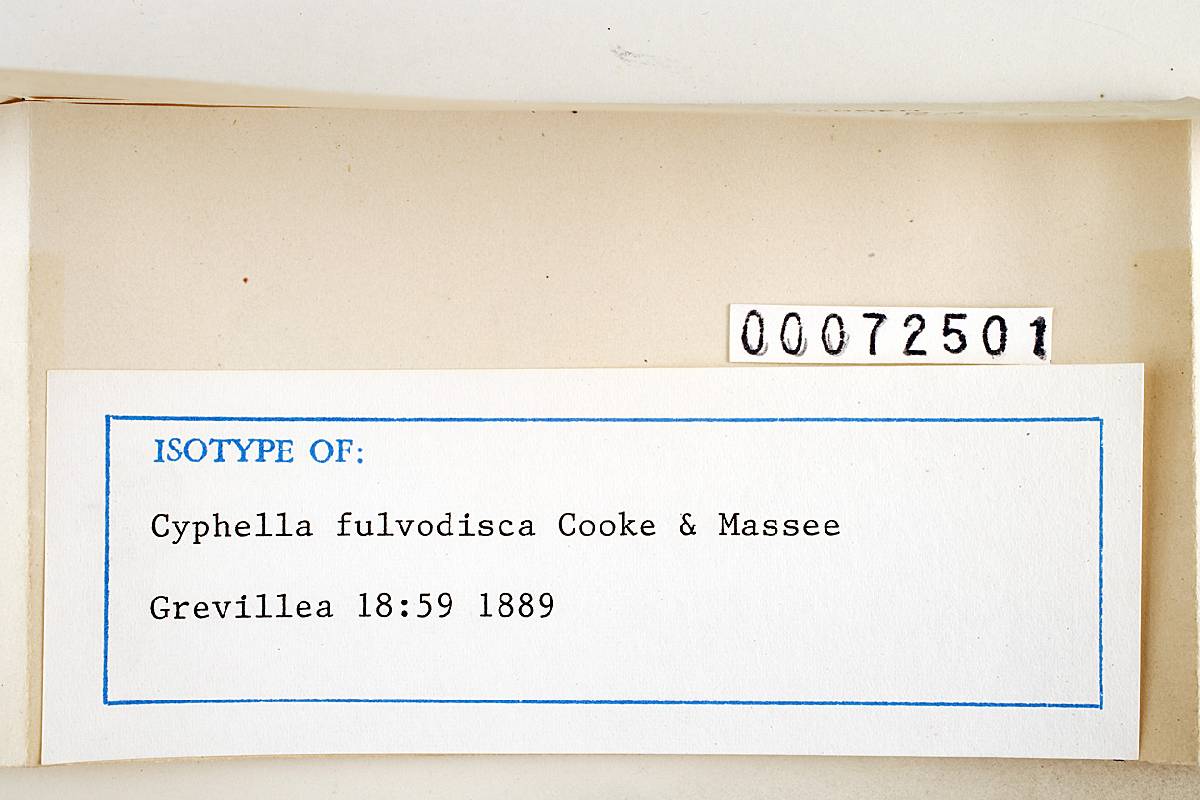 00072501
ISOTYPE OF:
Cyphella fulvodisca Cooke & Massee
Grevillea 18:59 1889